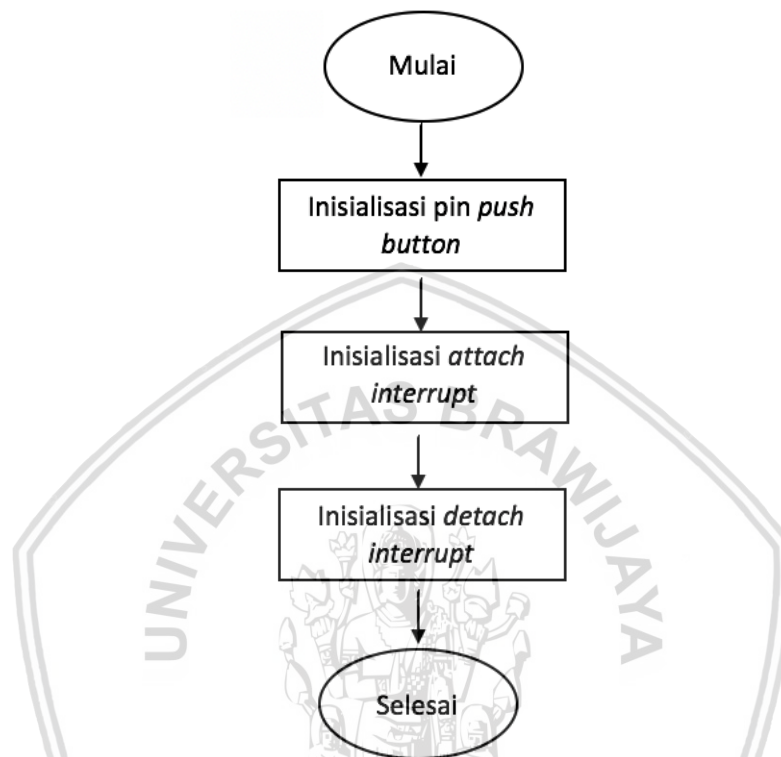 Mulai
Inisialisasi pin push
button
Inisialisasi attach
interrupt
UNIVERSITAS BRAWIJAYA
Inisialisasi detach
interrupt
Selesai